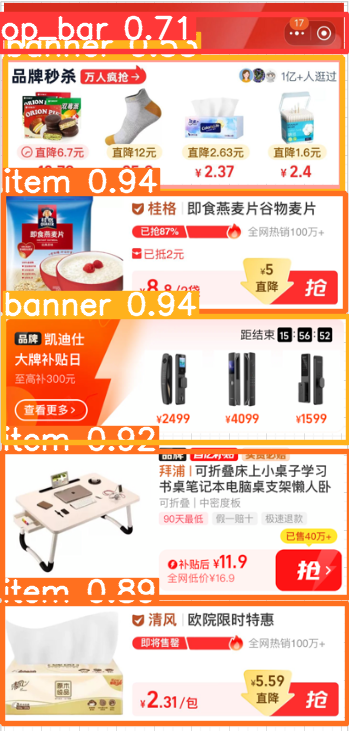 op_bar 0.71
17
品牌秒杀 万人疯抢→ 1亿+人逛过
直降6.7元 直降12元 直降2.63元 直降1.6元
¥ 2.37 ¥ 2.4
item 0.94
桂格 | 即食燕麦片谷物麦片
已抢87% 全网热销100万+
已抵2元
¥5
直降
抢
即食燕麦片
banner 0.94
品牌 凯迪仕
距结束 15:56:52
大牌补贴日
至高补300元
查看更多>
¥2499 ¥4099 ¥1599
item 0.92
拜浦 | 可折叠床上小桌子学习
书桌笔记本电脑桌支架懒人卧
可折叠 | 中密度板
90天最低 假一赔十 极速退款
已售40万+
补贴后 ¥11.9
全网低价¥16.9
抢>
item 0.89
清风 | 欧院限时特惠
即将售罄 全网热销100万+
¥2.31/包
¥5.59
直降
抢